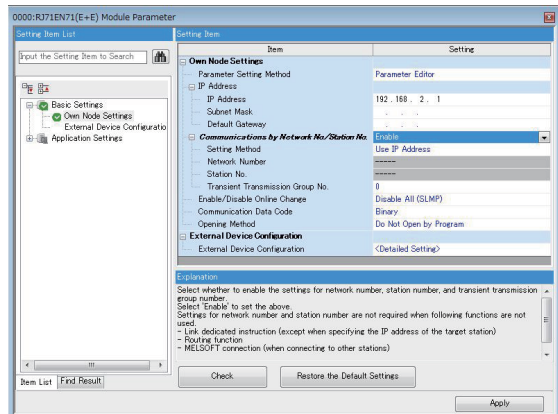 0000:RJ71EN71(E+E) Module Parameter
Setting Item List
Input the Setting Item to Search
Basic Settings
Own Node Settings
External Device Configuratio
Application Settings
Item List
Find Result
Setting Item
Item Setting
Own Node Settings
Parameter Setting Method Parameter Editor
IP Address
IP Address 192 . 168 . 2 . 1
Subnet Mask . . .
Default Gateway . . .
Communications by Network No./Station No. Enable
Setting Method Use IP Address
Network Number -----
Station No. -----
Transient Transmission Group No. 0
Enable/Disable Online Change Disable All (SLMP)
Communication Data Code Binary
Opening Method Do Not Open by Program
External Device Configuration
External Device Configuration <Detailed Setting>
Explanation
Select whether to enable the settings for network number, station number, and transient transmission
group number.
Select 'Enable' to set the above.
Settings for network number and station number are not required when following functions are not
used.
- Link dedicated instruction (except when specifying the IP address of the target station)
- Routing function
- MELSOFT connection (when connecting to other stations)
Check
Restore the Default Settings
Apply